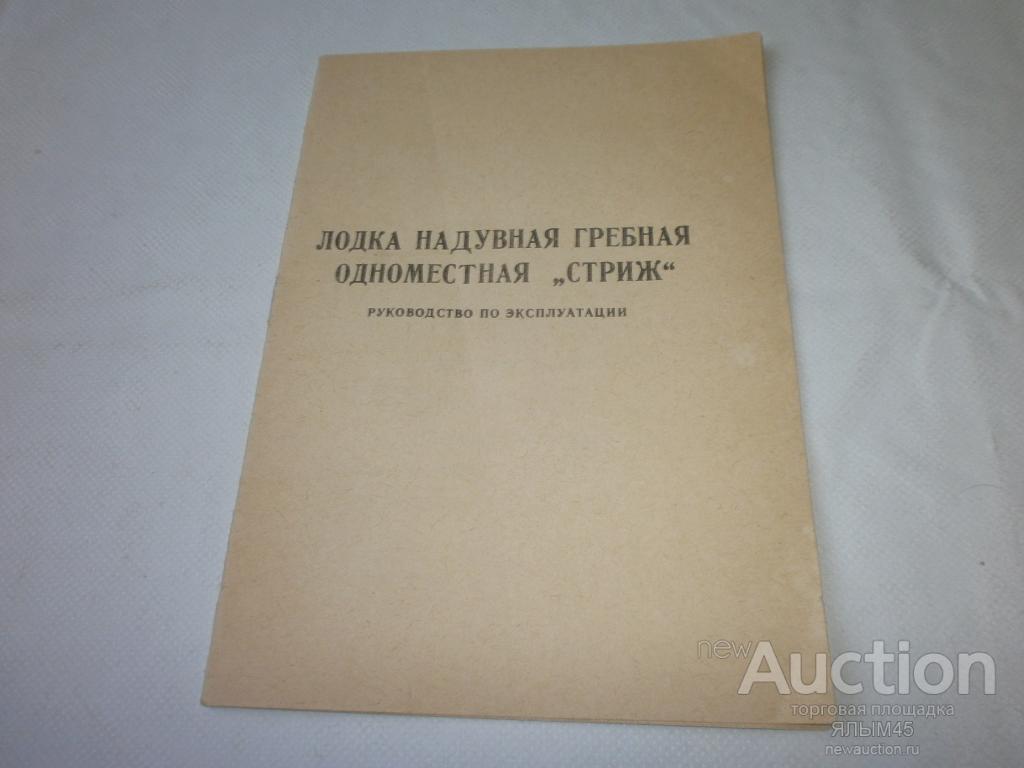 ЛОДКА НАДУВНАЯ ГРЕБНАЯ
ОДНОМЕСТНАЯ „СТРИЖ“
РУКОВОДСТВО ПО ЭКСПЛУАТАЦИИ
newAuction
торговая площадка
ЯЛЫМ45
newauction.ru